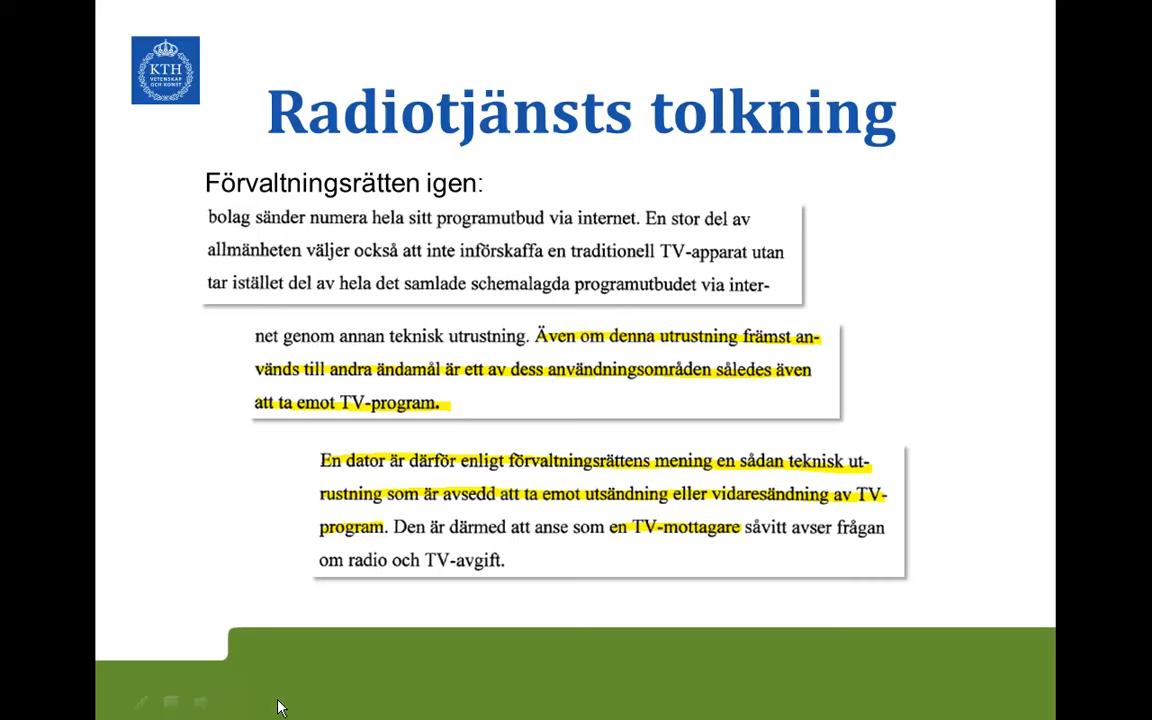 KTH
VETENSKAP
OCH KONST
Radiotjänsts tolkning
Förvaltningsrätten igen:
bolag sänder numera hela sitt programutbud via internet. En stor del av
allmänheten väljer också att inte införskaffa en traditionell TV-apparat utan
tar istället del av hela det samlade schemalagda programutbudet via inter-
net genom annan teknisk utrustning. Även om denna utrustning främst an-
vänds till andra ändamål är ett av dess användningsområden således även
att ta emot TV-program.
En dator är därför enligt förvaltningsrättens mening en sådan teknisk ut-
rustning som är avsedd att ta emot utsändning eller vidaresändning av TV-
program. Den är därmed att anse som en TV-mottagare såvitt avser frågan
om radio och TV-avgift.